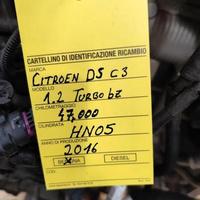 CARTELLINO DI IDENTIFICAZIONE RICAMBIO
MARCA
CITROEN DS C3
MODELLO
1.2 TURBO bz
CHILOMETRAGGIO
47,000
CILINDRATA
HN05
ANNO DI PRODUZIONE
2016
BENZINA DIESEL
COD.